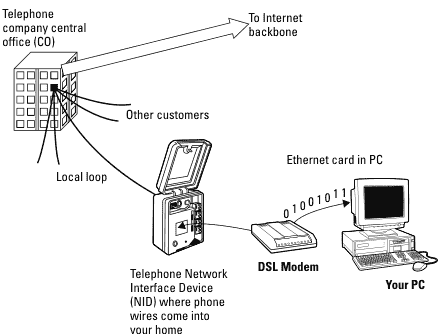 Telephone
company central
office (CO)
To Internet
backbone
Other customers
Local loop
Ethernet card in PC
01001011
DSL Modem
Your PC
Telephone Network
Interface Device
(NID) where phone
wires come into
your home